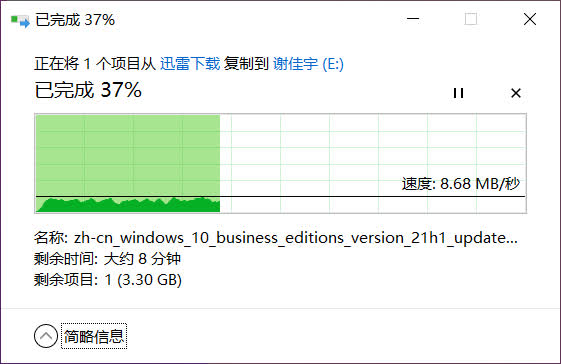 已完成 37%
正在将 1 个项目从 迅雷下载 复制到 谢佳宇 (E:)
已完成 37%
速度: 8.68 MB/秒
名称: zh-cn_windows_10_business_editions_version_21h1_update...
剩余时间: 大约 8 分钟
剩余项目: 1 (3.30 GB)
简略信息